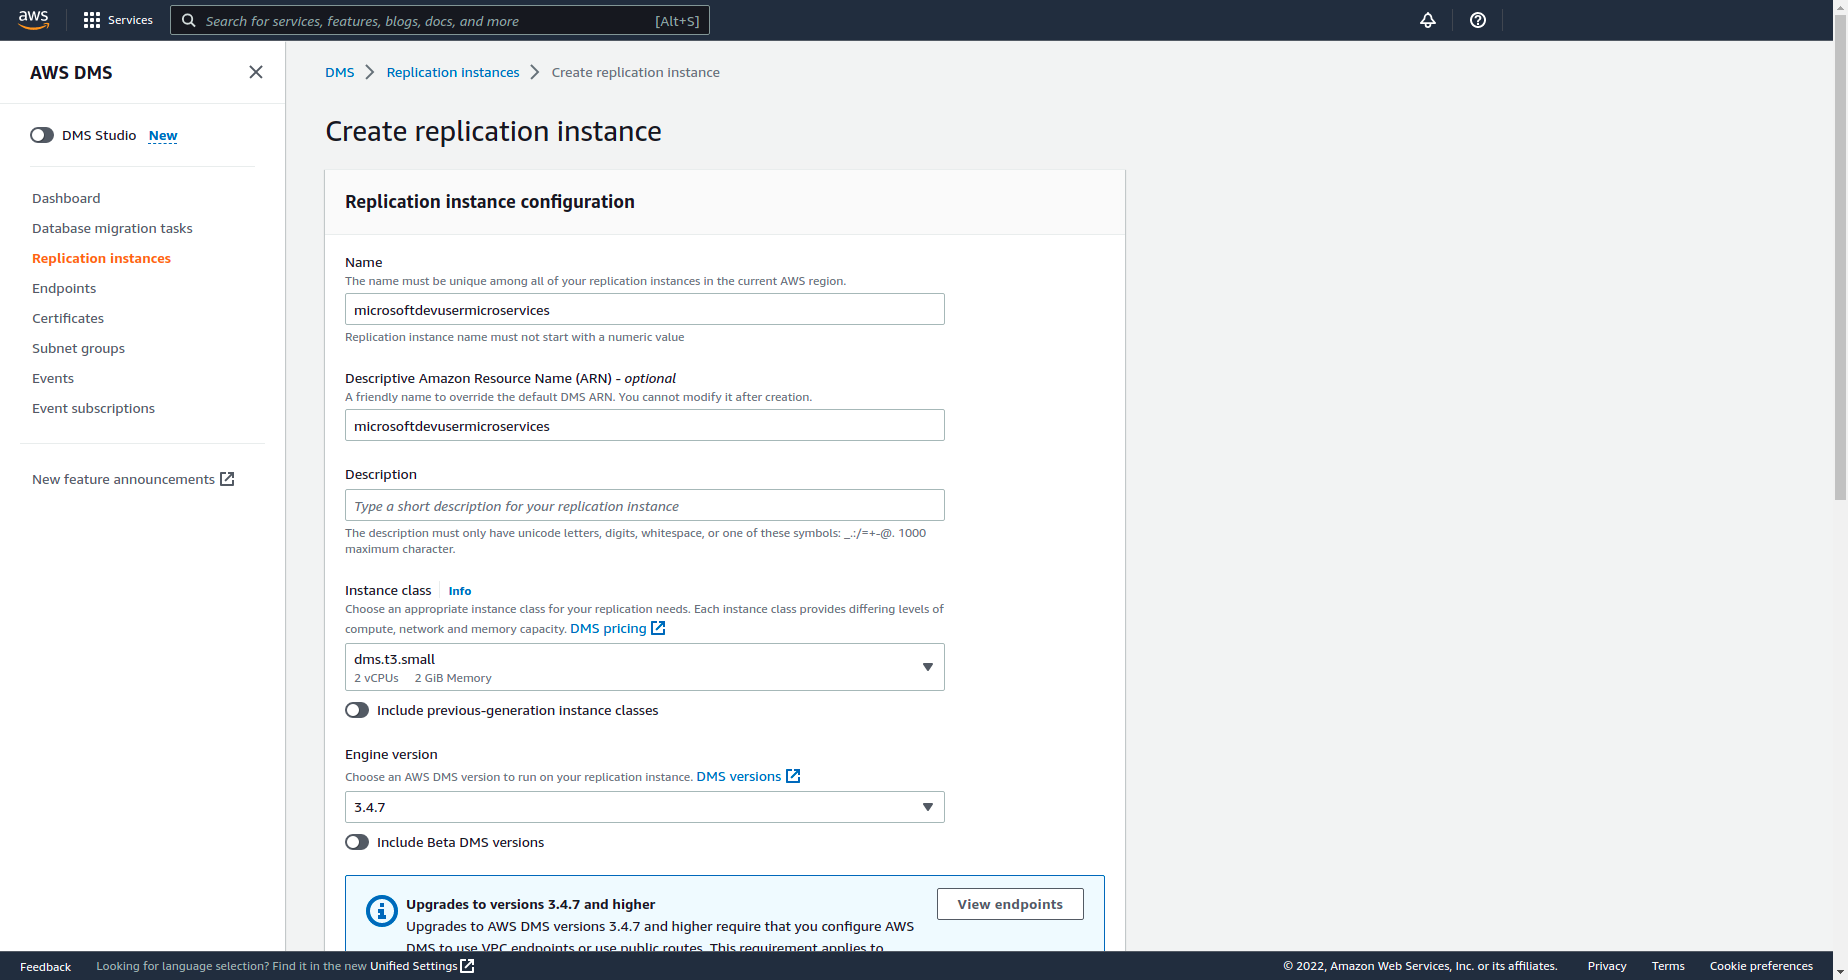 aws
Services
Search for services, features, blogs, docs, and more [Alt+S]
AWS DMS
DMS Studio New
Dashboard
Database migration tasks
Replication instances
Endpoints
Certificates
Subnet groups
Events
Event subscriptions
New feature announcements
DMS Replication instances Create replication instance
Create replication instance
Replication instance configuration
Name
The name must be unique among all of your replication instances in the current AWS region.
microsoftdevusermicroservices
Replication instance name must not start with a numeric value
Descriptive Amazon Resource Name (ARN) - optional
A friendly name to override the default DMS ARN. You cannot modify it after creation.
microsoftdevusermicroservices
Description
Type a short description for your replication instance
The description must only have unicode letters, digits, whitespace, or one of these symbols: _.:/=+-@. 1000
maximum character.
Instance class Info
Choose an appropriate instance class for your replication needs. Each instance class provides differing levels of
compute, network and memory capacity. DMS pricing
dms.t3.small
2 vCPUs 2 GiB Memory
Include previous-generation instance classes
Engine version
Choose an AWS DMS version to run on your replication instance. DMS versions
3.4.7
Include Beta DMS versions
Upgrades to versions 3.4.7 and higher
View endpoints
Upgrades to AWS DMS versions 3.4.7 and higher require that you configure AWS
DMS to use VPC endpoints or use public routes. This requirement applies to
Feedback Looking for language selection? Find it in the new Unified Settings
© 2022, Amazon Web Services, Inc. or its affiliates. Privacy Terms Cookie preferences